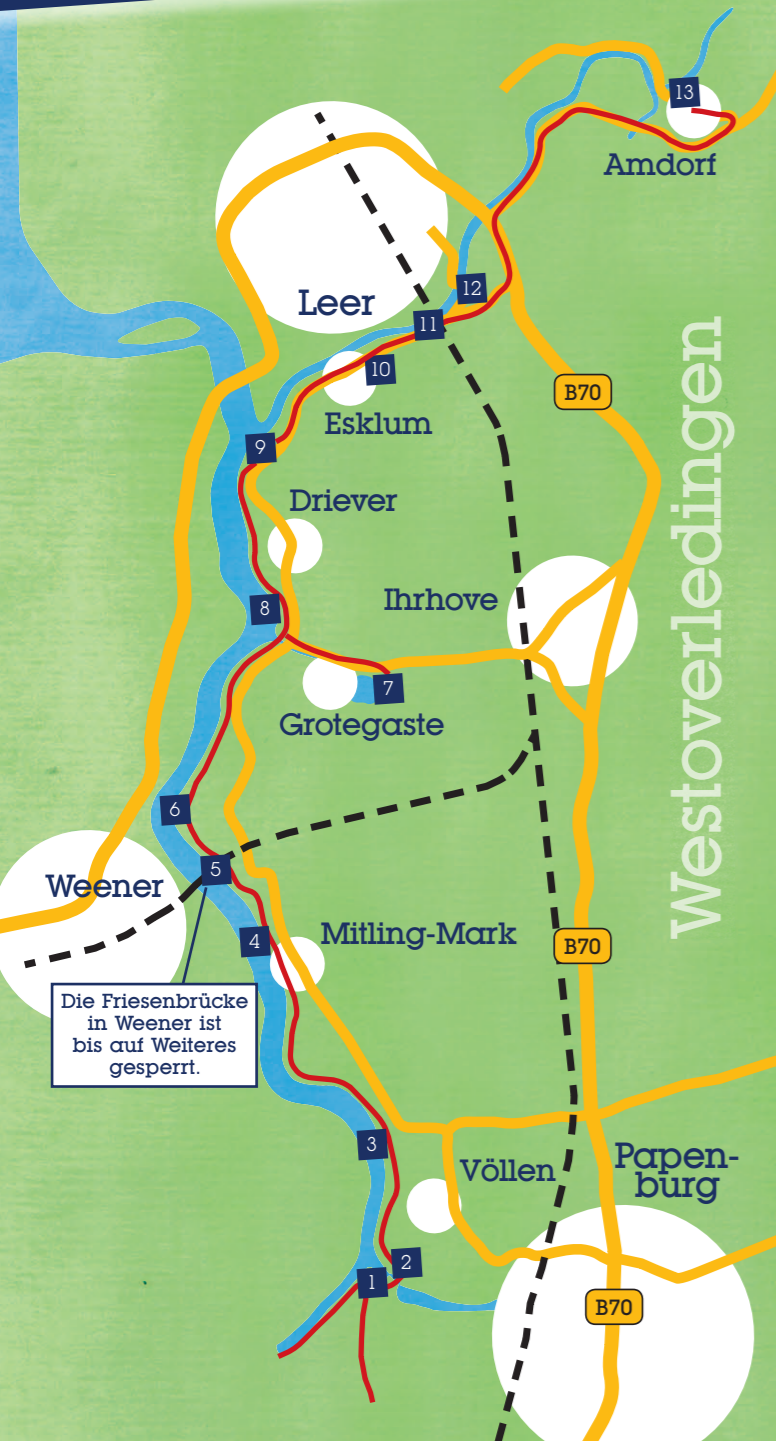 13
Amdorf
Leer
12
11
10
Esklum
B70
9
Driever
Westoverledingen
Ihrhove
8
7
Grotegaste
6
5
Weener
4
Mitling-Mark
B70
Die Friesenbrücke
in Weener ist
bis auf Weiteres
gesperrt.
3
Völlen
Papen-
burg
2
1
B70